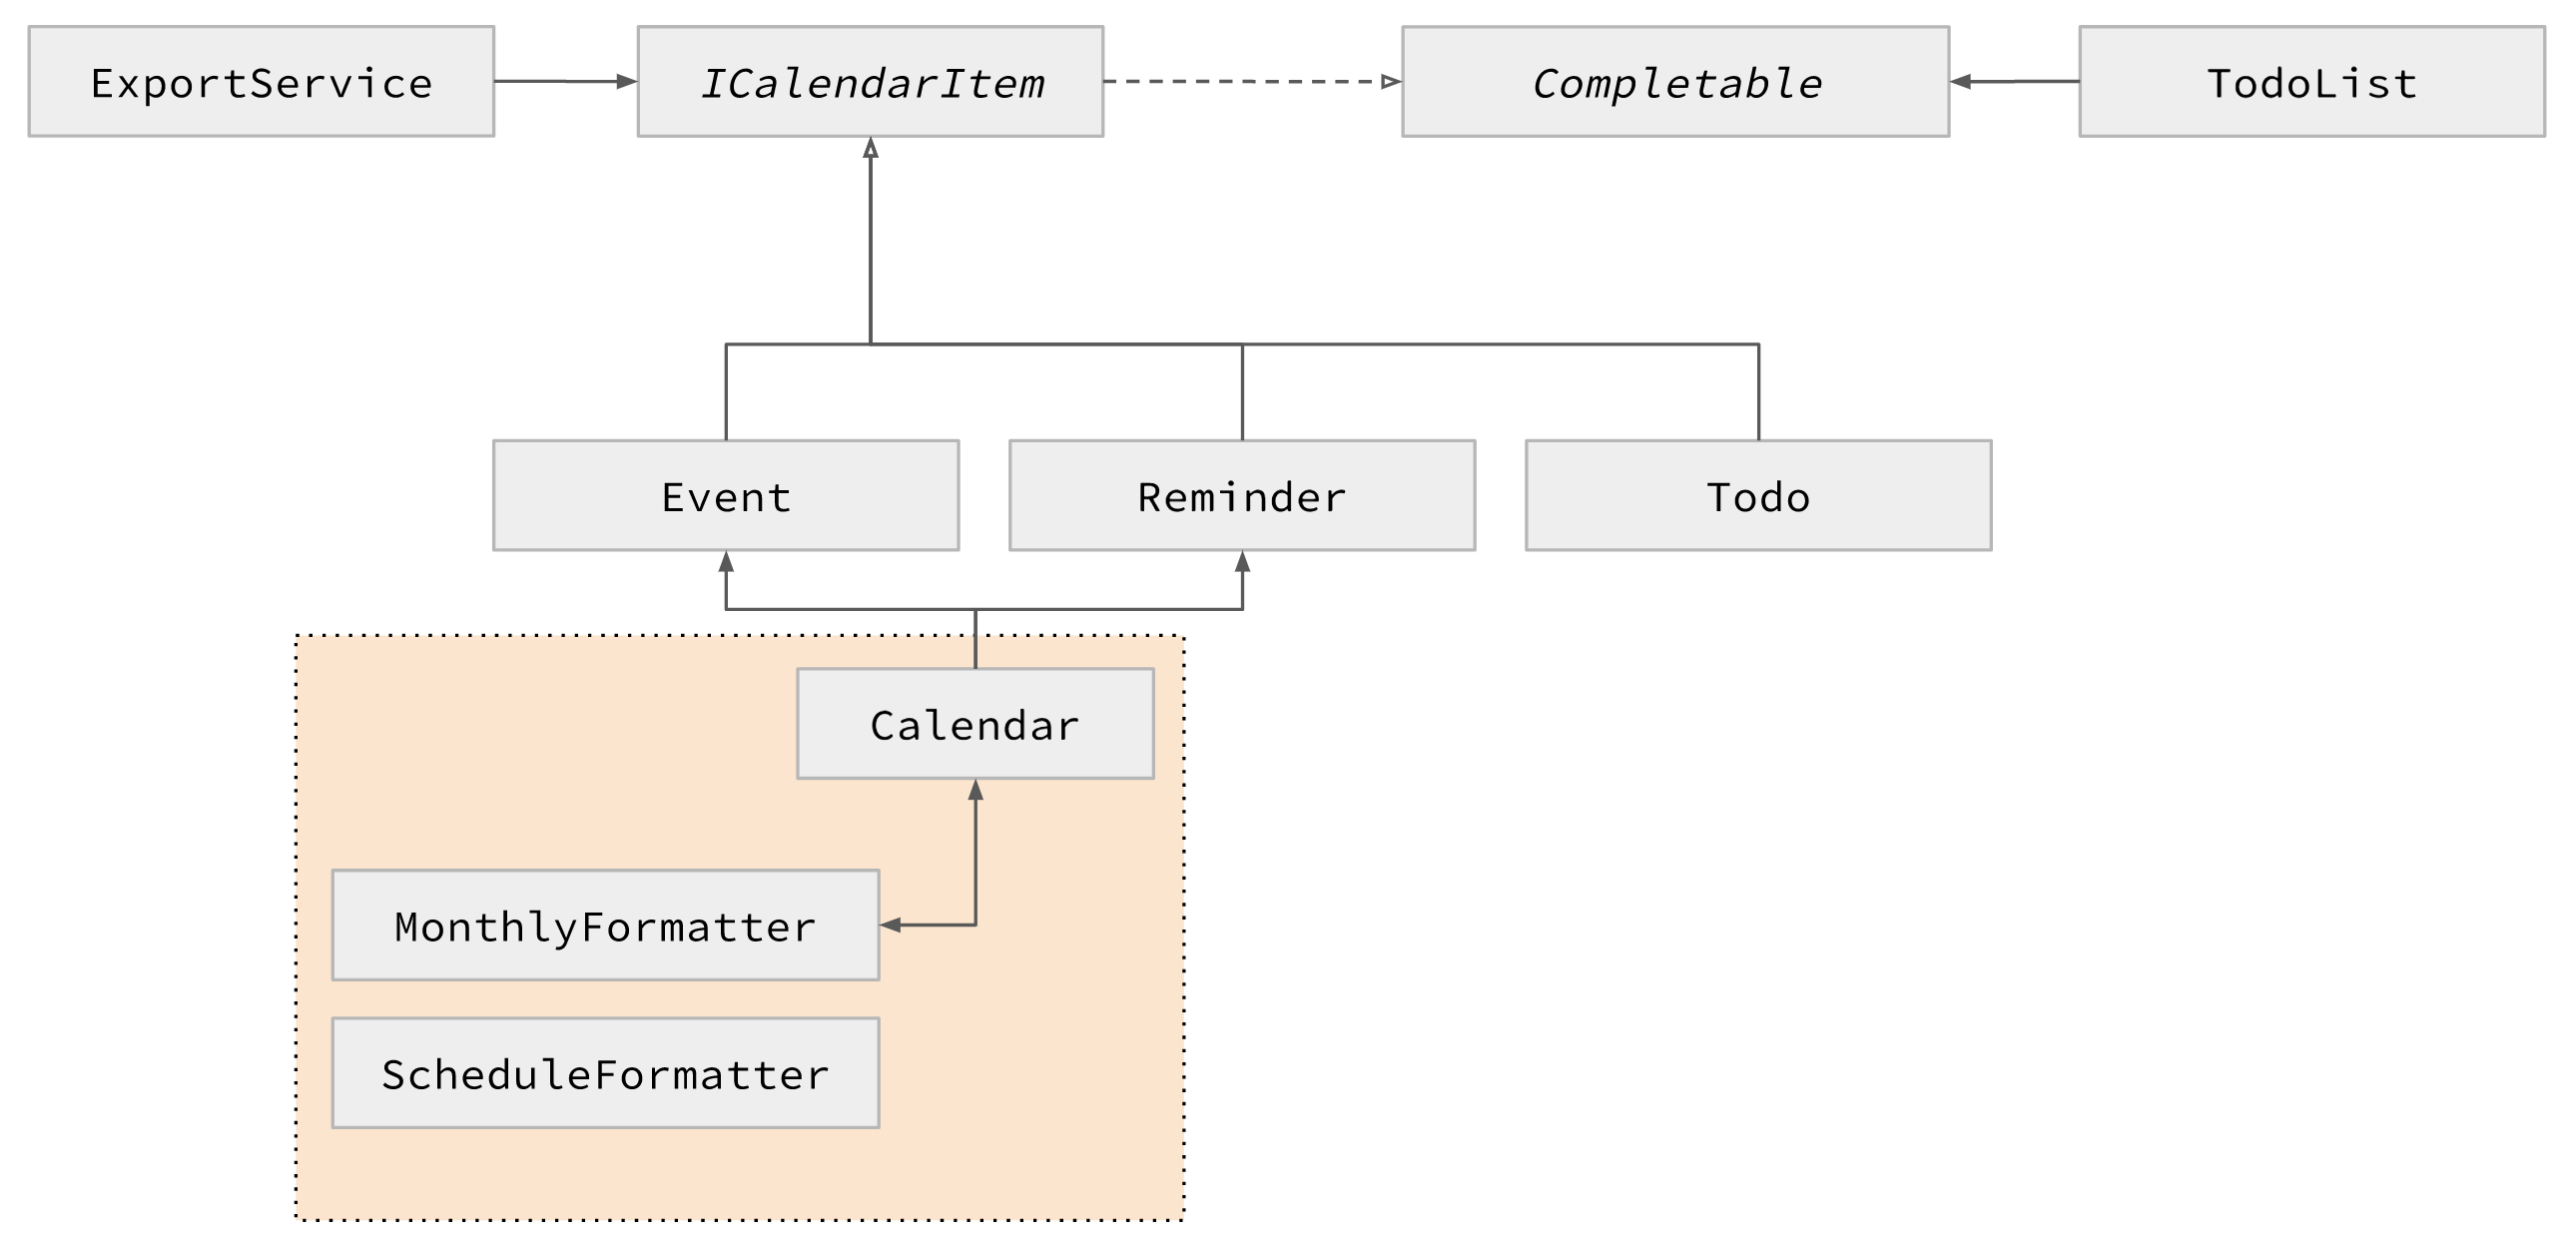 ExportService
ICalendarItem
Completable
TodoList
Event
Reminder
Todo
Calendar
MonthlyFormatter
ScheduleFormatter